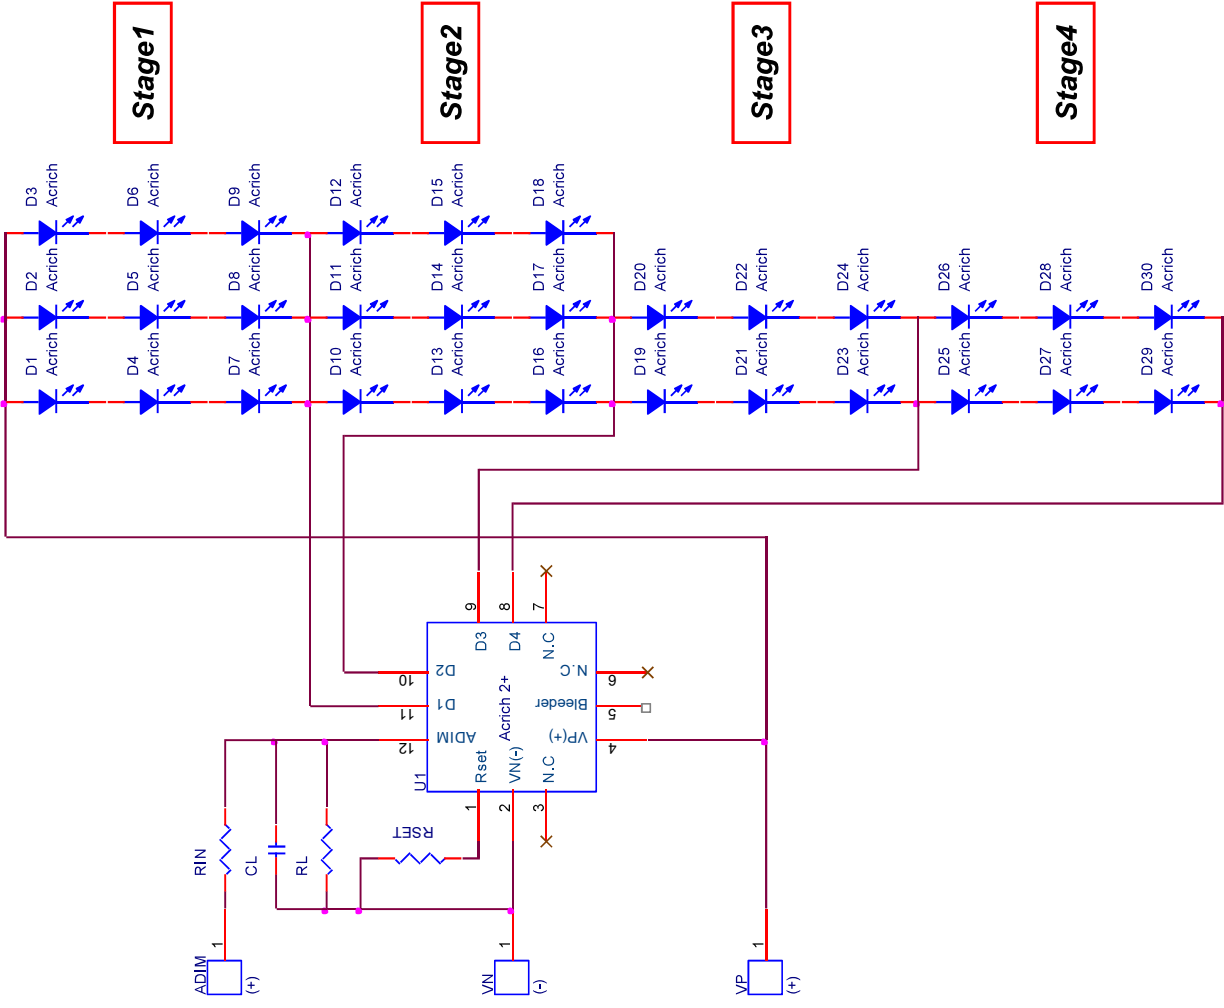 Stage1
Stage2
Stage3
Stage4
D3
Acrich
D6
Acrich
D9
Acrich
D12
Acrich
D15
Acrich
D18
Acrich
D2
Acrich
D5
Acrich
D8
Acrich
D11
Acrich
D14
Acrich
D17
Acrich
D20
Acrich
D22
Acrich
D24
Acrich
D26
Acrich
D28
Acrich
D30
Acrich
D1
Acrich
D4
Acrich
D7
Acrich
D10
Acrich
D13
Acrich
D16
Acrich
D19
Acrich
D21
Acrich
D23
Acrich
D25
Acrich
D27
Acrich
D29
Acrich
9
8
7
D3
D4
N.C
10
D2
N.C
6
11
D1
Acrich 2+
Bleeder
5
12
ADIM
VP(+)
4
U1
Rset
VN(-)
N.C
1
2
3
RSET
RIN
CL
RL
1
1
1
ADIM
(+)
VN
(-)
VP
(+)